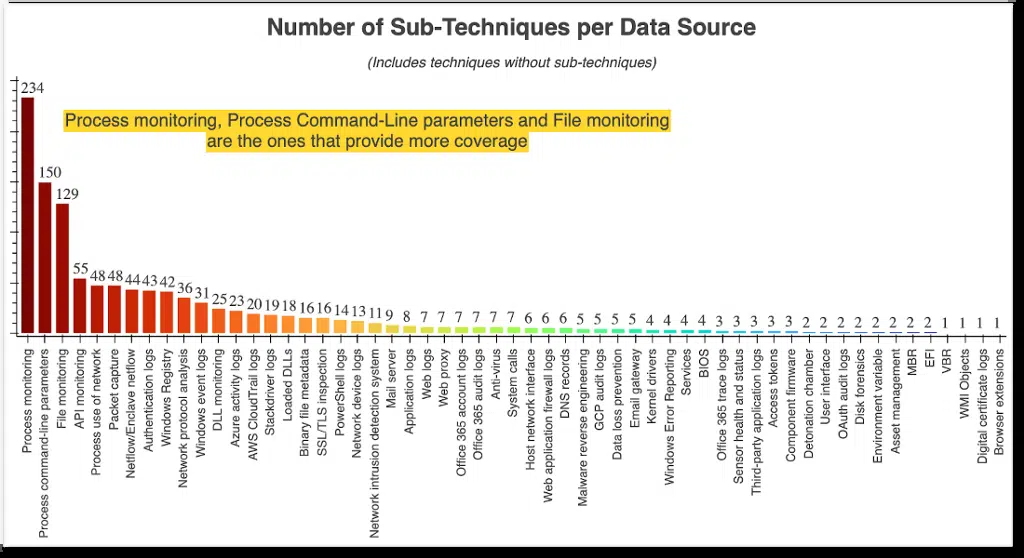 Number of Sub-Techniques per Data Source
(Includes techniques without sub-techniques)
Process monitoring, Process Command-Line parameters and File monitoring
are the ones that provide more coverage
234
150
129
55
48
48
44
43
42
36
31
25
23
20
19
18
16
16
14
13
11
9
8
7
7
7
7
7
7
6
6
6
5
5
5
5
4
4
4
4
3
3
3
3
3
2
2
2
2
2
2
2
2
1
1
1
1
Process monitoring
Process command-line parameters
File monitoring
API monitoring
Process use of network
Packet capture
Netflow/Enclave netflow
Authentication logs
Windows Registry
Network protocol analysis
Windows event logs
DLL monitoring
Azure activity logs
AWS CloudTrail logs
Stackdriver logs
Loaded DLLs
Binary file metadata
SSL/TLS inspection
PowerShell logs
Network device logs
Network intrusion detection system
Mail server
Application logs
Web logs
Web proxy
Office 365 account logs
Office 365 audit logs
Anti-virus
System calls
Host network interface
Web application firewall logs
DNS records
Malware reverse engineering
GCP audit logs
Data loss prevention
Email gateway
Kernel drivers
Windows Error Reporting
Services
BIOS
Office 365 trace logs
Sensor health and status
Third-party application logs
Access tokens
Component firmware
Detonation chamber
User interface
OAuth audit logs
Disk forensics
Environment variable
Asset management
MBR
EFI
VBR
WMI Objects
Digital certificate logs
Browser extensions